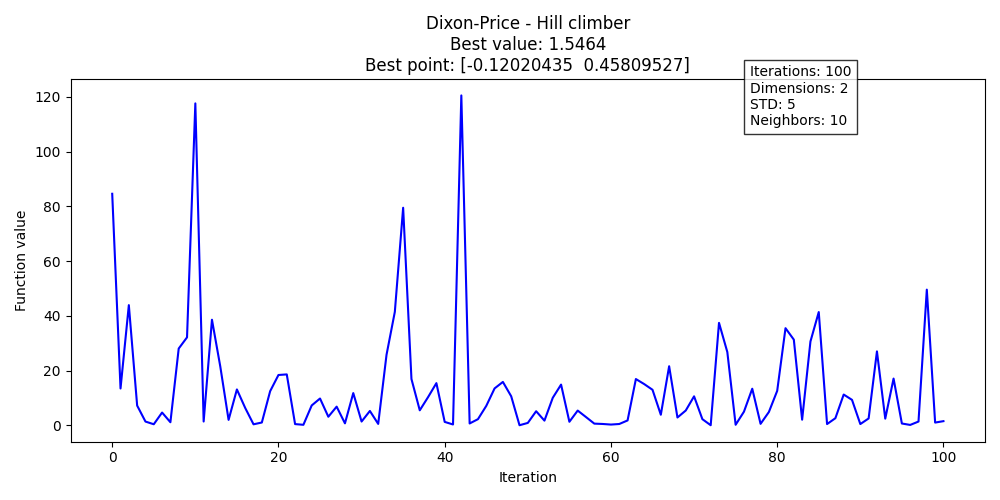 Dixon-Price - Hill climber
Best value: 1.5464
Best point: [-0.12020435  0.45809527]
Iterations: 100
Dimensions: 2
STD: 5
Neighbors: 10
Function value
120
100
80
60
40
20
0
0
20
40
60
80
100
Iteration